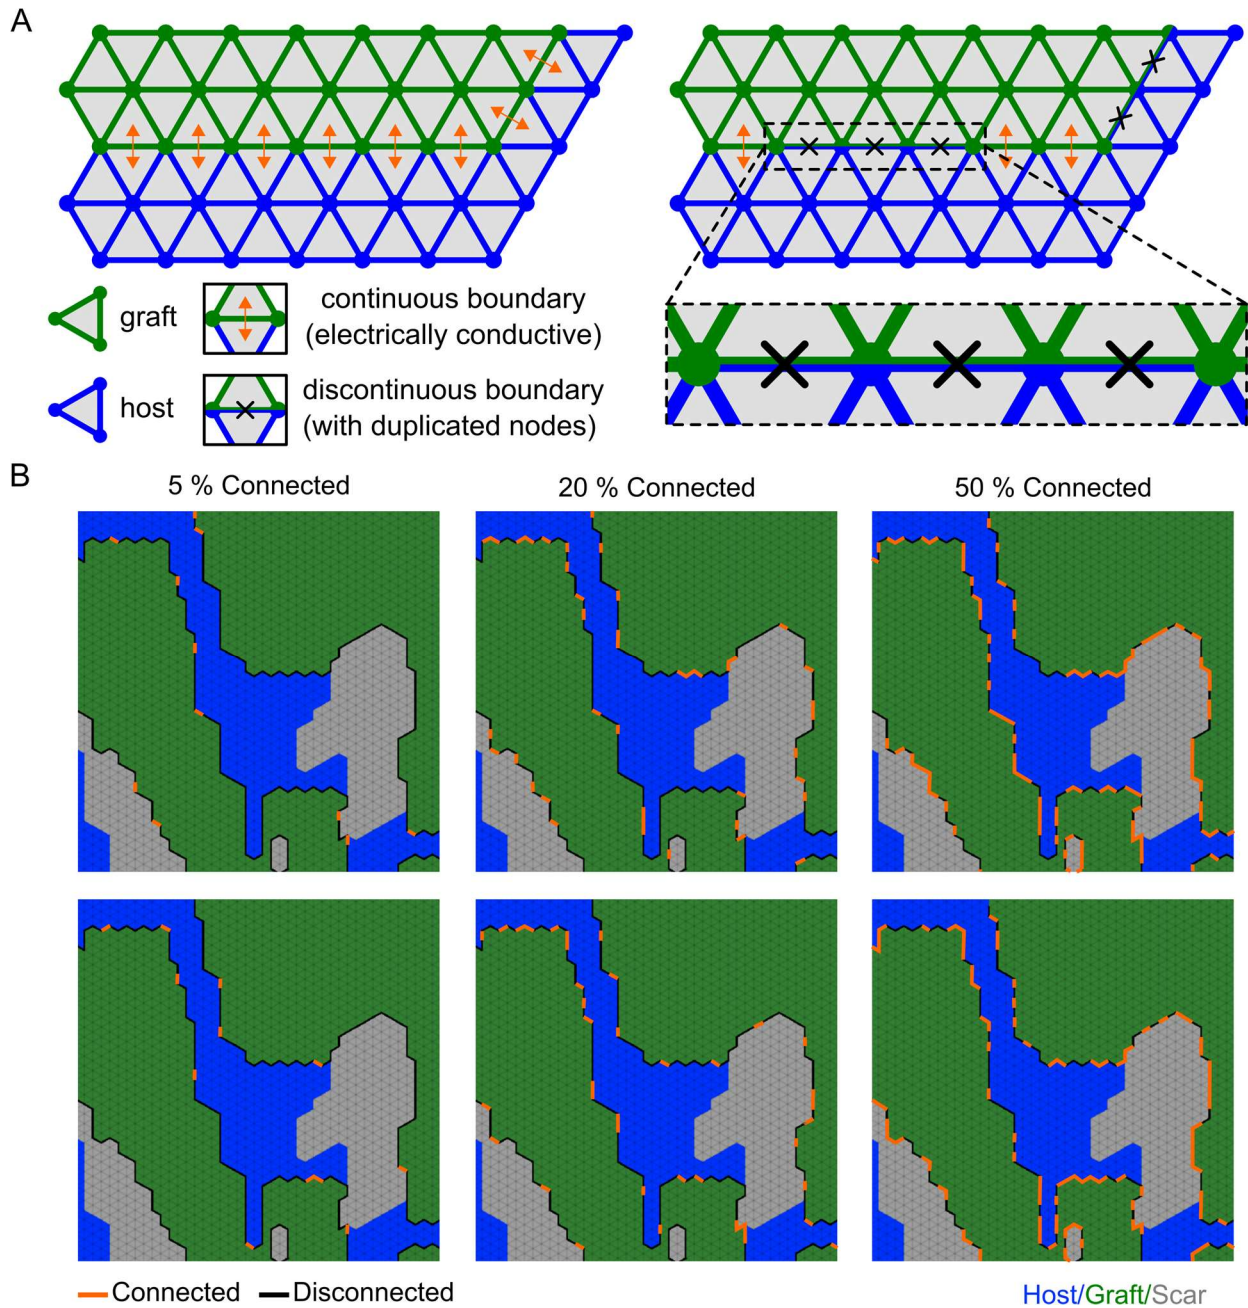 A
graft
continuous boundary
(electrically conductive)
host
discontinuous boundary
(with duplicated nodes)
B
5 % Connected
20 % Connected
50 % Connected
Connected
Disconnected
Host/Graft/Scar